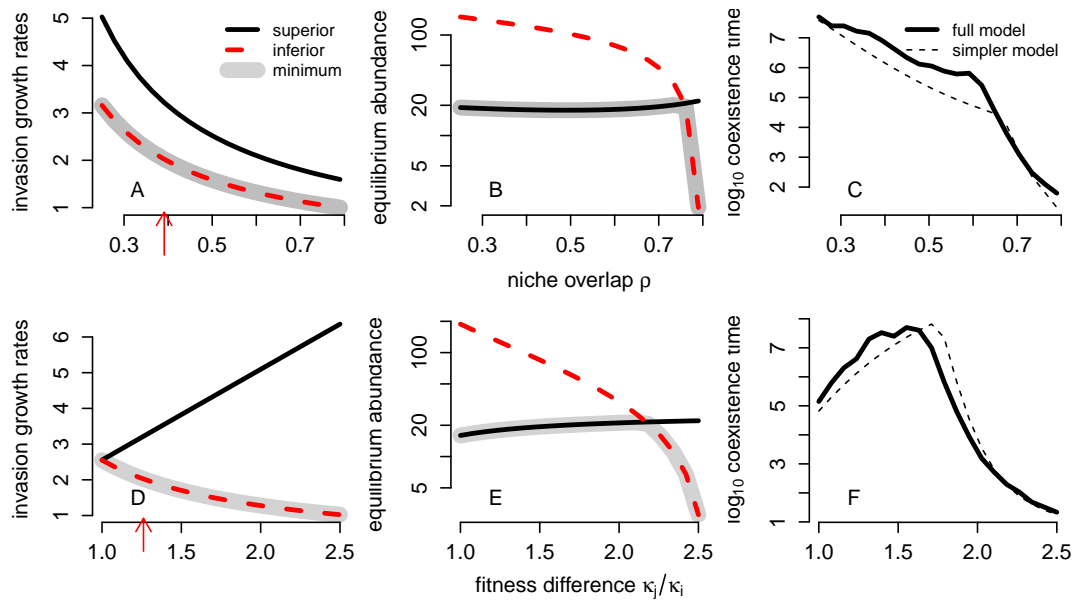 invasion growth rates
5
4
3
2
1
superior
inferior
minimum
A
0.3
0.5
0.7
equilibrium abundance
100
20
5
2
B
0.3
0.5
0.7
niche overlap ρ
log₁₀ coexistence time
7
6
5
4
3
2
full model
simpler model
C
0.3
0.5
0.7
invasion growth rates
6
5
4
3
2
1
D
1.0
1.5
2.0
2.5
equilibrium abundance
100
20
5
E
1.0
1.5
2.0
2.5
fitness difference κⱼ/κᵢ
log₁₀ coexistence time
7
5
3
1
F
1.0
1.5
2.0
2.5